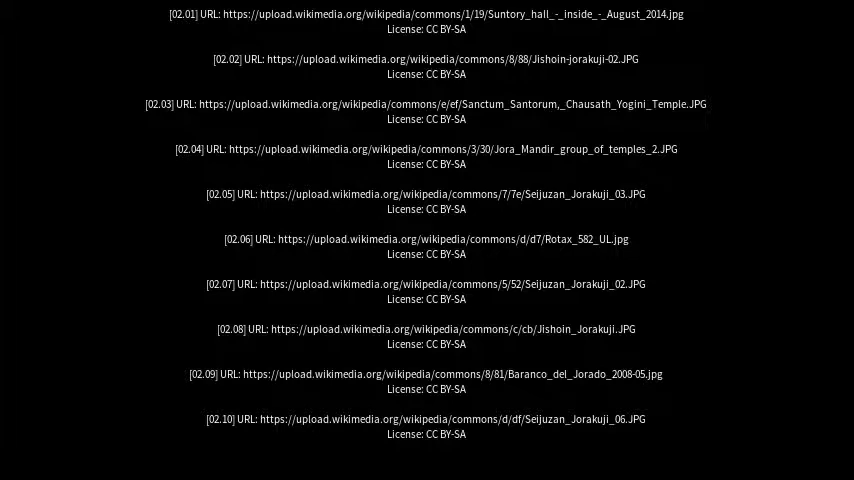 [02.01] URL: https://upload.wikimedia.org/wikipedia/commons/1/19/Suntory_hall_-_inside_-_August_2014.jpg
License: CC BY-SA
[02.02] URL: https://upload.wikimedia.org/wikipedia/commons/8/88/Jishoin-jorakuji-02.JPG
License: CC BY-SA
[02.03] URL: https://upload.wikimedia.org/wikipedia/commons/e/ef/Sanctum_Santorum,_Chausath_Yogini_Temple.JPG
License: CC BY-SA
[02.04] URL: https://upload.wikimedia.org/wikipedia/commons/3/30/Jora_Mandir_group_of_temples_2.JPG
License: CC BY-SA
[02.05] URL: https://upload.wikimedia.org/wikipedia/commons/7/7e/Seijuzan_Jorakuji_03.JPG
License: CC BY-SA
[02.06] URL: https://upload.wikimedia.org/wikipedia/commons/d/d7/Rotax_582_UL.jpg
License: CC BY-SA
[02.07] URL: https://upload.wikimedia.org/wikipedia/commons/5/52/Seijuzan_Jorakuji_02.JPG
License: CC BY-SA
[02.08] URL: https://upload.wikimedia.org/wikipedia/commons/c/cb/Jishoin_Jorakuji.JPG
License: CC BY-SA
[02.09] URL: https://upload.wikimedia.org/wikipedia/commons/8/81/Baranco_del_Jorado_2008-05.jpg
License: CC BY-SA
[02.10] URL: https://upload.wikimedia.org/wikipedia/commons/d/df/Seijuzan_Jorakuji_06.JPG
License: CC BY-SA